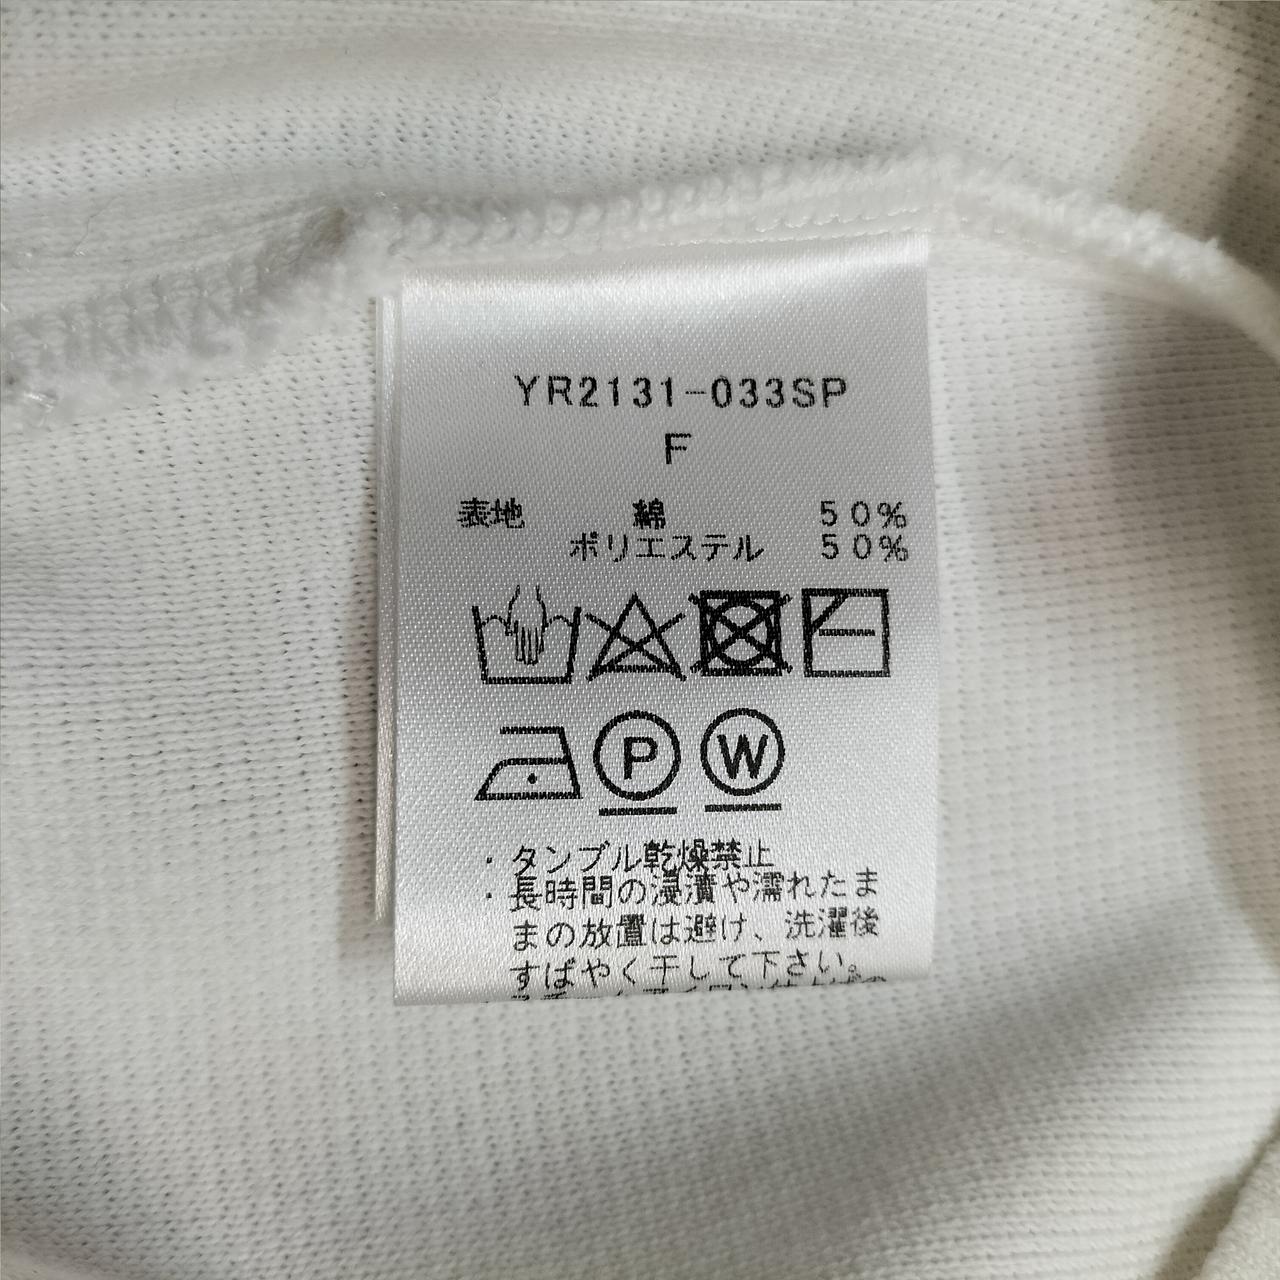 YR2131-033SP
F
表地 綿 50%
ポリエステル 50%
P W
・タンブル乾燥禁止
・長時間の浸漬や濡れたま
まの放置は避け、洗濯後
すばやく干して下さい。